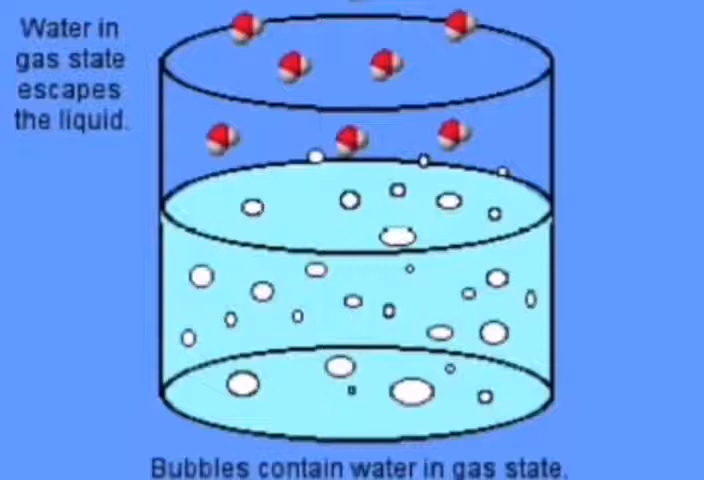 Water in
gas state
escapes
the liquid.
Bubbles contain water in gas state.